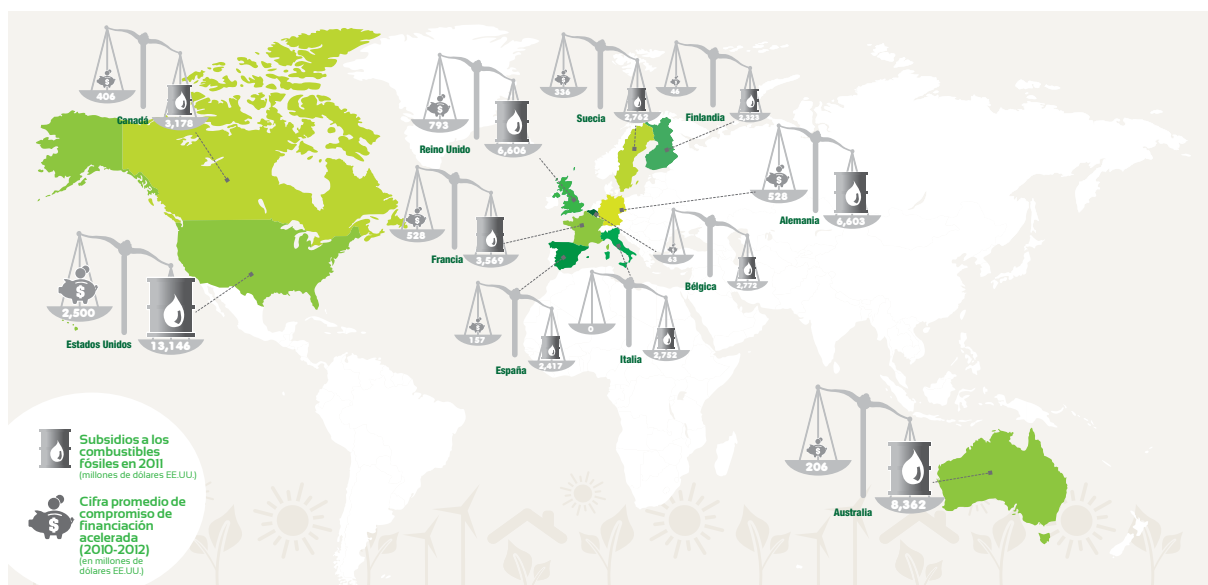 406
3,178
Canadá
793
6,606
Reino Unido
336
2,762
Suecia
46
2,323
Finlandia
528
6,603
Alemania
528
3,569
Francia
63
2,772
Bélgica
2,500
13,146
Estados Unidos
157
2,417
España
0
2,752
Italia
206
8,362
Australia
Subsidios a los
combustibles
fósiles en 2011
(millones de dólares EE.UU.)
Cifra promedio de
compromiso de
financiación
acelerada
(2010-2012)
(en millones de
dólares EE.UU.)
$